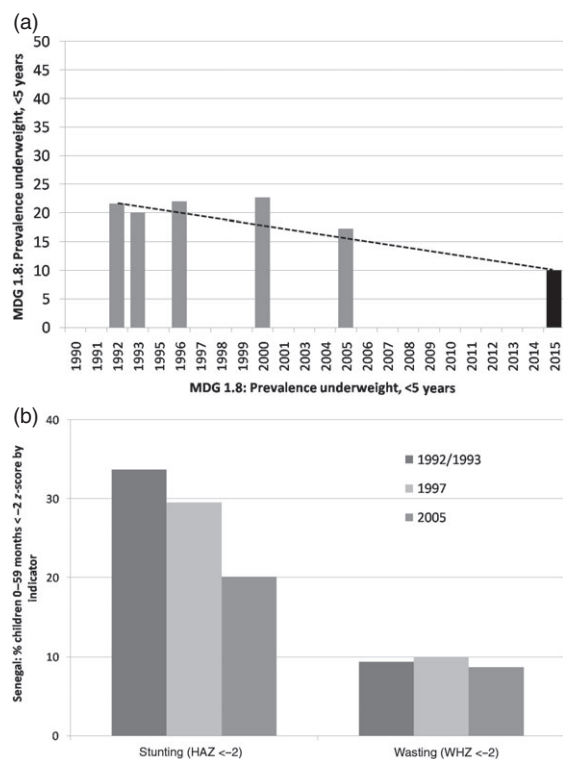 (a)
MDG 1.8: Prevalence underweight, <5 years
50
45
40
35
30
25
20
15
10
5
0
1990 1991 1992 1993 1995 1996 1997 1998 1999 2000 2001 2003 2004 2005 2006 2007 2008 2009 2010 2011 2012 2013 2014 2015
MDG 1.8: Prevalence underweight, <5 years
(b)
Senegal: % children 0–59 months < –2 z-score by
indicator
40
30
20
10
0
1992/1993
1997
2005
Stunting (HAZ <–2) Wasting (WHZ <–2)